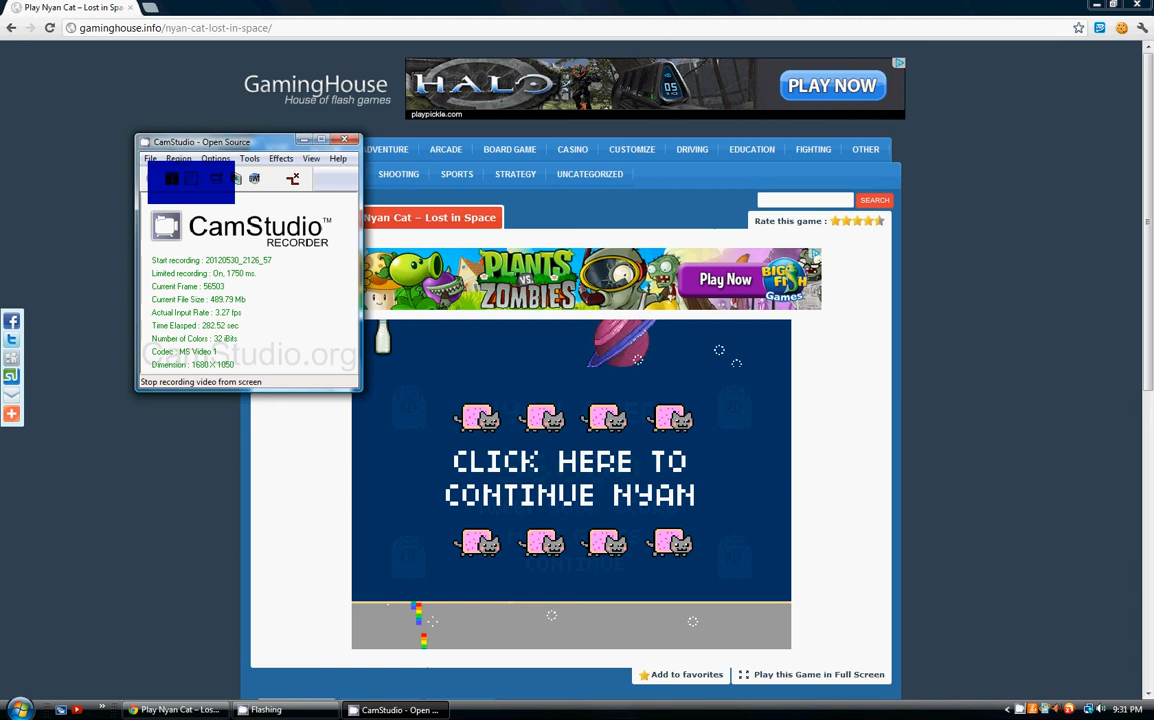 Play Nyan Cat – Lost in Spa
gaminghouse.info/nyan-cat-lost-in-space/
GamingHouse
House of flash games
HALO
05
PLAY NOW
playpickle.com
CamStudio - Open Source
File Region Options Tools Effects View Help
CamStudio™
RECORDER
Start recording : 20120530_2126_57
Limited recording : On, 1750 ms.
Current Frame : 56503
Current File Size : 489.79 Mb
Actual Input Rate : 3.27 fps
Time Elasped : 282.52 sec
Number of Colors : 32 iBits
Codec : MS Video 1
Dimension : 1680 X 1050
CamStudio.org
Stop recording video from screen
DVENTURE ARCADE BOARD GAME CASINO CUSTOMIZE DRIVING EDUCATION FIGHTING OTHER
SHOOTING SPORTS STRATEGY UNCATEGORIZED
SEARCH
Nyan Cat – Lost in Space
Rate this game :
PLANTS VS. ZOMBIES
Play Now
BIG FISH
Games
CLICK HERE TO
CONTINUE NYAN
Add to favorites
Play this Game in Full Screen
Play Nyan Cat – Los...
Flashing
CamStudio - Open ...
9:31 PM